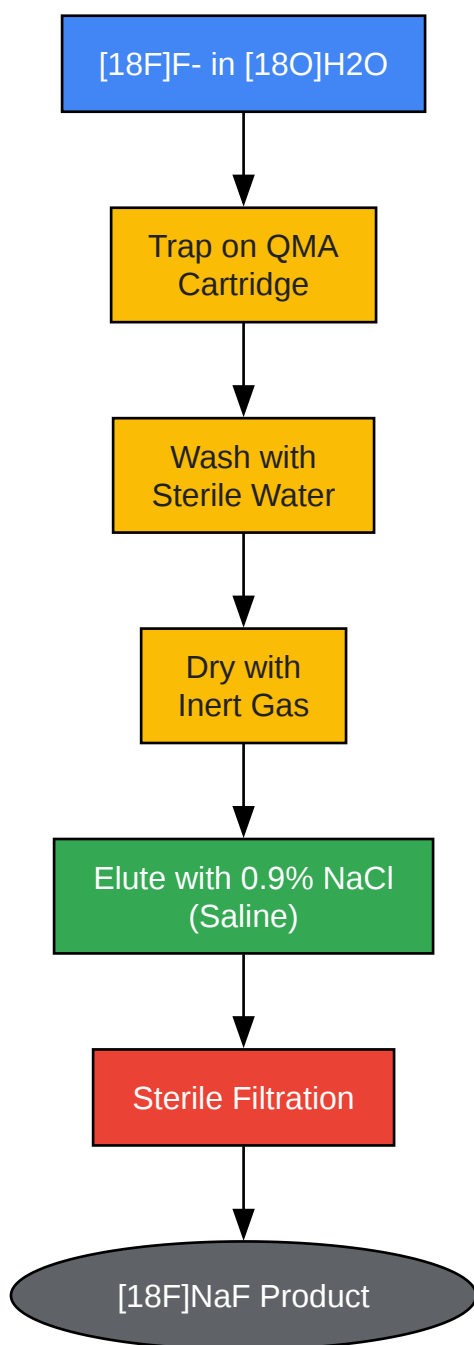 [18F]F- in [18O]H2O
Trap on QMA
Cartridge
Wash with
Sterile Water
Dry with
Inert Gas
Elute with 0.9% NaCl
(Saline)
Sterile Filtration
[18F]NaF Product